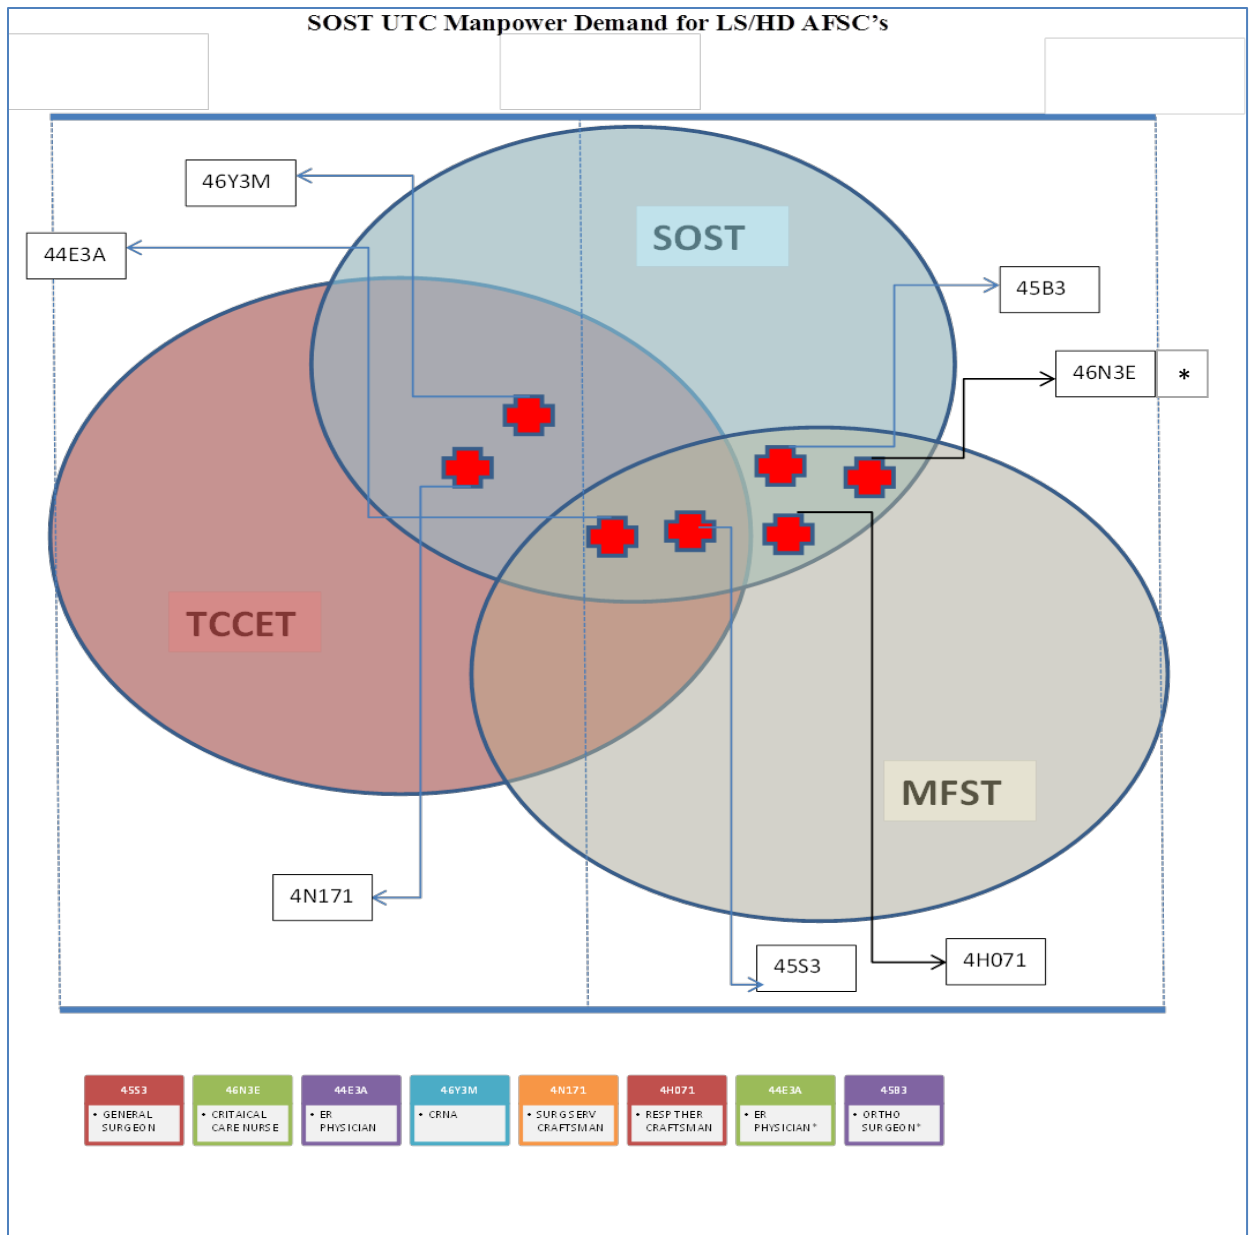 SOST UTC Manpower Demand for LS/HD AFSC's
46Y3M
SOST
44E3A
45B3
46N3E
*
TCCET
MFST
4N171
45S3
4H071
45S3
46N3E
44E3A
46Y3M
4N171
4H071
44E3A
45B3
• GENERAL
SURGEON
• CRITAICAL
CARE NURSE
• ER
PHYSICIAN
• CRNA
• SURG SERV
CRAFTSMAN
• RESP THER
CRAFTSMAN
• ER
PHYSICIAN*
• ORTHO
SURGEON*